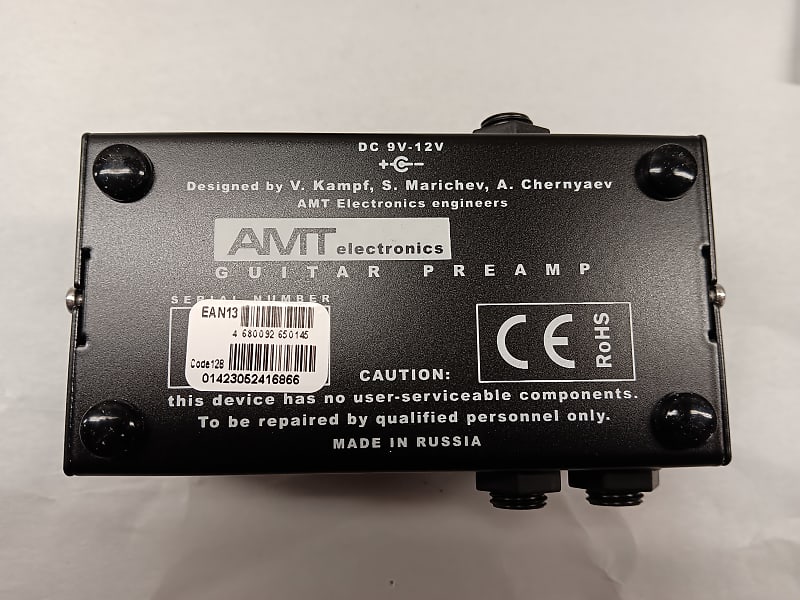 DC 9V-12V
Designed by V. Kampf, S. Marichev, A. Chernyaev
AMT Electronics engineers
AMT electronics
GUITAR PREAMP
SERIAL NUMBER
EAN13
4 680092 650145
Code128
01423052416866
CE
RoHS
CAUTION:
this device has no user-serviceable components.
To be repaired by qualified personnel only.
MADE IN RUSSIA